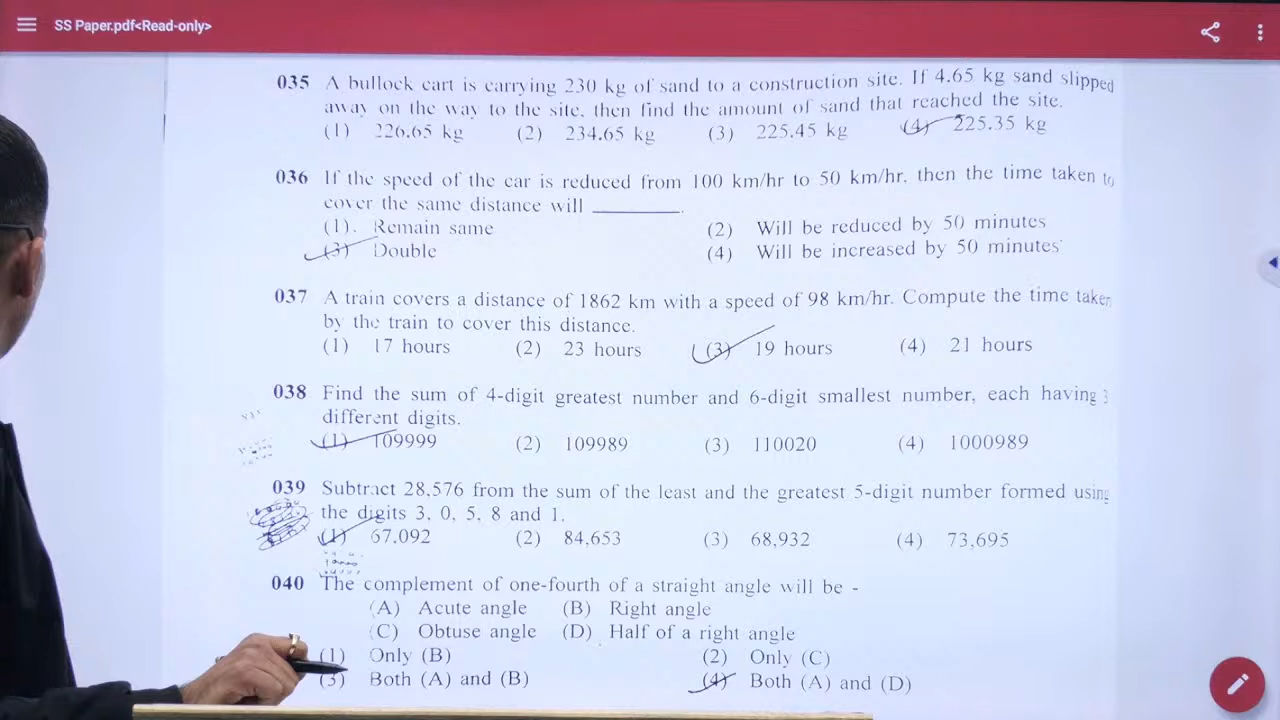 SS Paper.pdf<Read-only>
035 A bullock cart is carrying 230 kg of sand to a construction site. If 4.65 kg sand slipped
away on the way to the site, then find the amount of sand that reached the site.
(1) 226.65 kg (2) 234.65 kg (3) 225.45 kg (4) 225.35 kg
036 If the speed of the car is reduced from 100 km/hr to 50 km/hr, then the time taken to
cover the same distance will ________.
(1). Remain same (2) Will be reduced by 50 minutes
(3) Double (4) Will be increased by 50 minutes
037 A train covers a distance of 1862 km with a speed of 98 km/hr. Compute the time taken
by the train to cover this distance.
(1) 17 hours (2) 23 hours (3) 19 hours (4) 21 hours
038 Find the sum of 4-digit greatest number and 6-digit smallest number, each having 3
different digits.
(1) 109999 (2) 109989 (3) 110020 (4) 1000989
039 Subtract 28,576 from the sum of the least and the greatest 5-digit number formed using
the digits 3, 0, 5, 8 and 1.
(1) 67,092 (2) 84,653 (3) 68,932 (4) 73,695
040 The complement of one-fourth of a straight angle will be -
(A) Acute angle (B) Right angle
(C) Obtuse angle (D) Half of a right angle
(1) Only (B) (2) Only (C)
(3) Both (A) and (B) (4) Both (A) and (D)